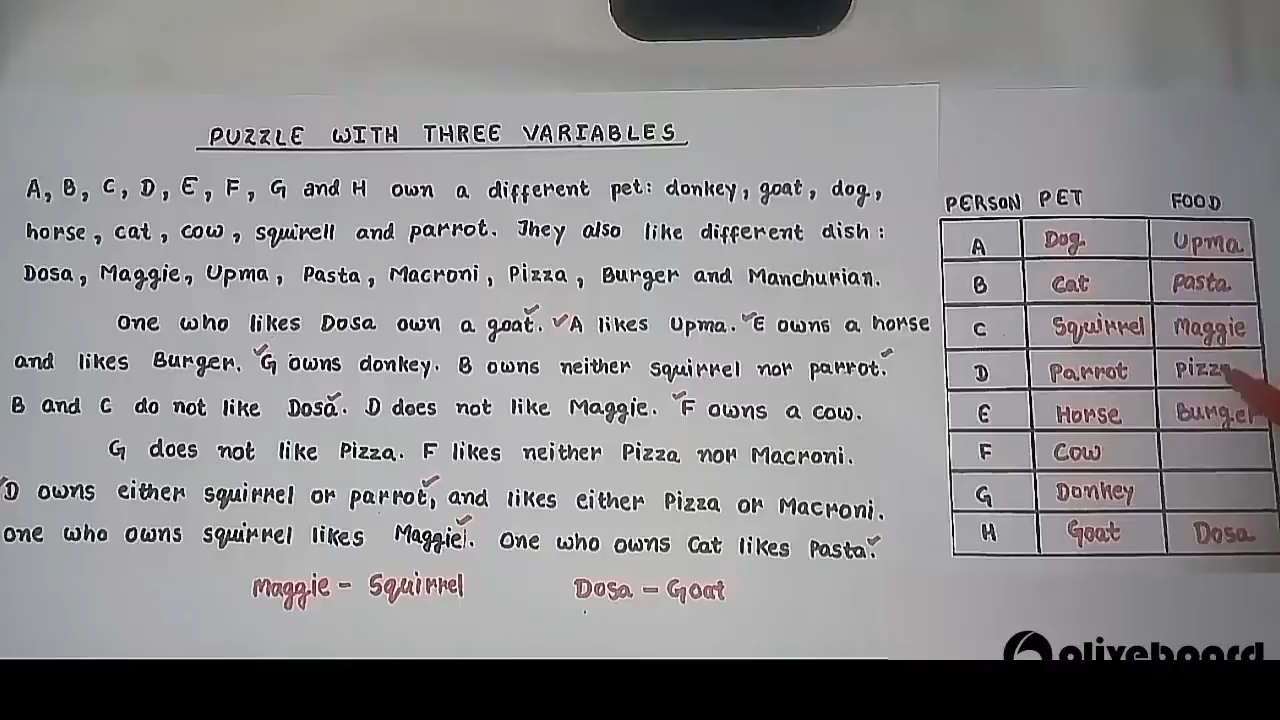 PUZZLE WITH THREE VARIABLES
A, B, C, D, E, F, G and H own a different pet: donkey, goat, dog,
horse, cat, cow, squirell and parrot. They also like different dish:
Dosa, Maggie, Upma, Pasta, Macroni, Pizza, Burger and Manchurian.
One who likes Dosa own a goat. A likes Upma. E owns a horse
and likes Burger. G owns donkey. B owns neither squirrel nor parrot.
B and C do not like Dosa. D does not like Maggie. F owns a cow.
G does not like Pizza. F likes neither Pizza nor Macroni.
D owns either squirrel or parrot, and likes either Pizza or Macroni.
One who owns squirrel likes Maggie. One who owns Cat likes Pasta.
Maggie - Squirrel Dosa - Goat
PERSON PET FOOD
A Dog Upma
B Cat Pasta
C Squirrel Maggie
D Parrot Pizza
E Horse Burger
F Cow
G Donkey
H Goat Dosa
oliveboard